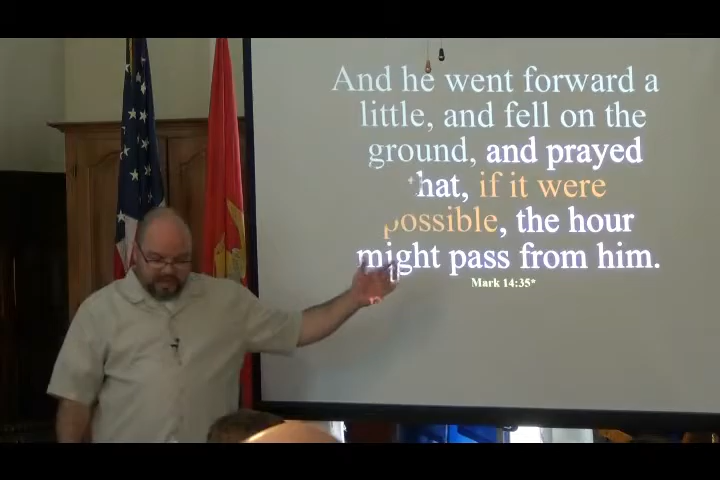 And he went forward a
little, and fell on the
ground, and prayed
that, if it were
possible, the hour
might pass from him.
Mark 14:35*